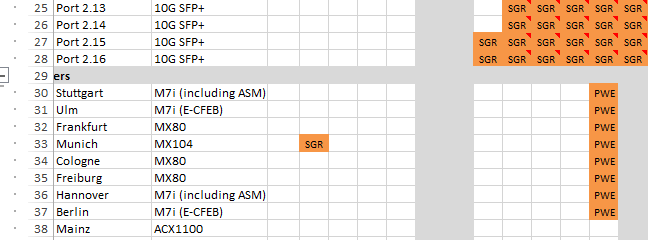 25 Port 2.13 10G SFP+ SGR SGR SGR SGR SGR
26 Port 2.14 10G SFP+ SGR SGR SGR SGR SGR
27 Port 2.15 10G SFP+ SGR SGR SGR SGR SGR SGR
28 Port 2.16 10G SFP+ SGR SGR SGR SGR SGR SGR
29 ers
30 Stuttgart M7i (including ASM) PWE
31 Ulm M7i (E-CFEB) PWE
32 Frankfurt MX80 PWE
33 Munich MX104 SGR PWE
34 Cologne MX80 PWE
35 Freiburg MX80 PWE
36 Hannover M7i (including ASM) PWE
37 Berlin M7i (E-CFEB) PWE
38 Mainz ACX1100